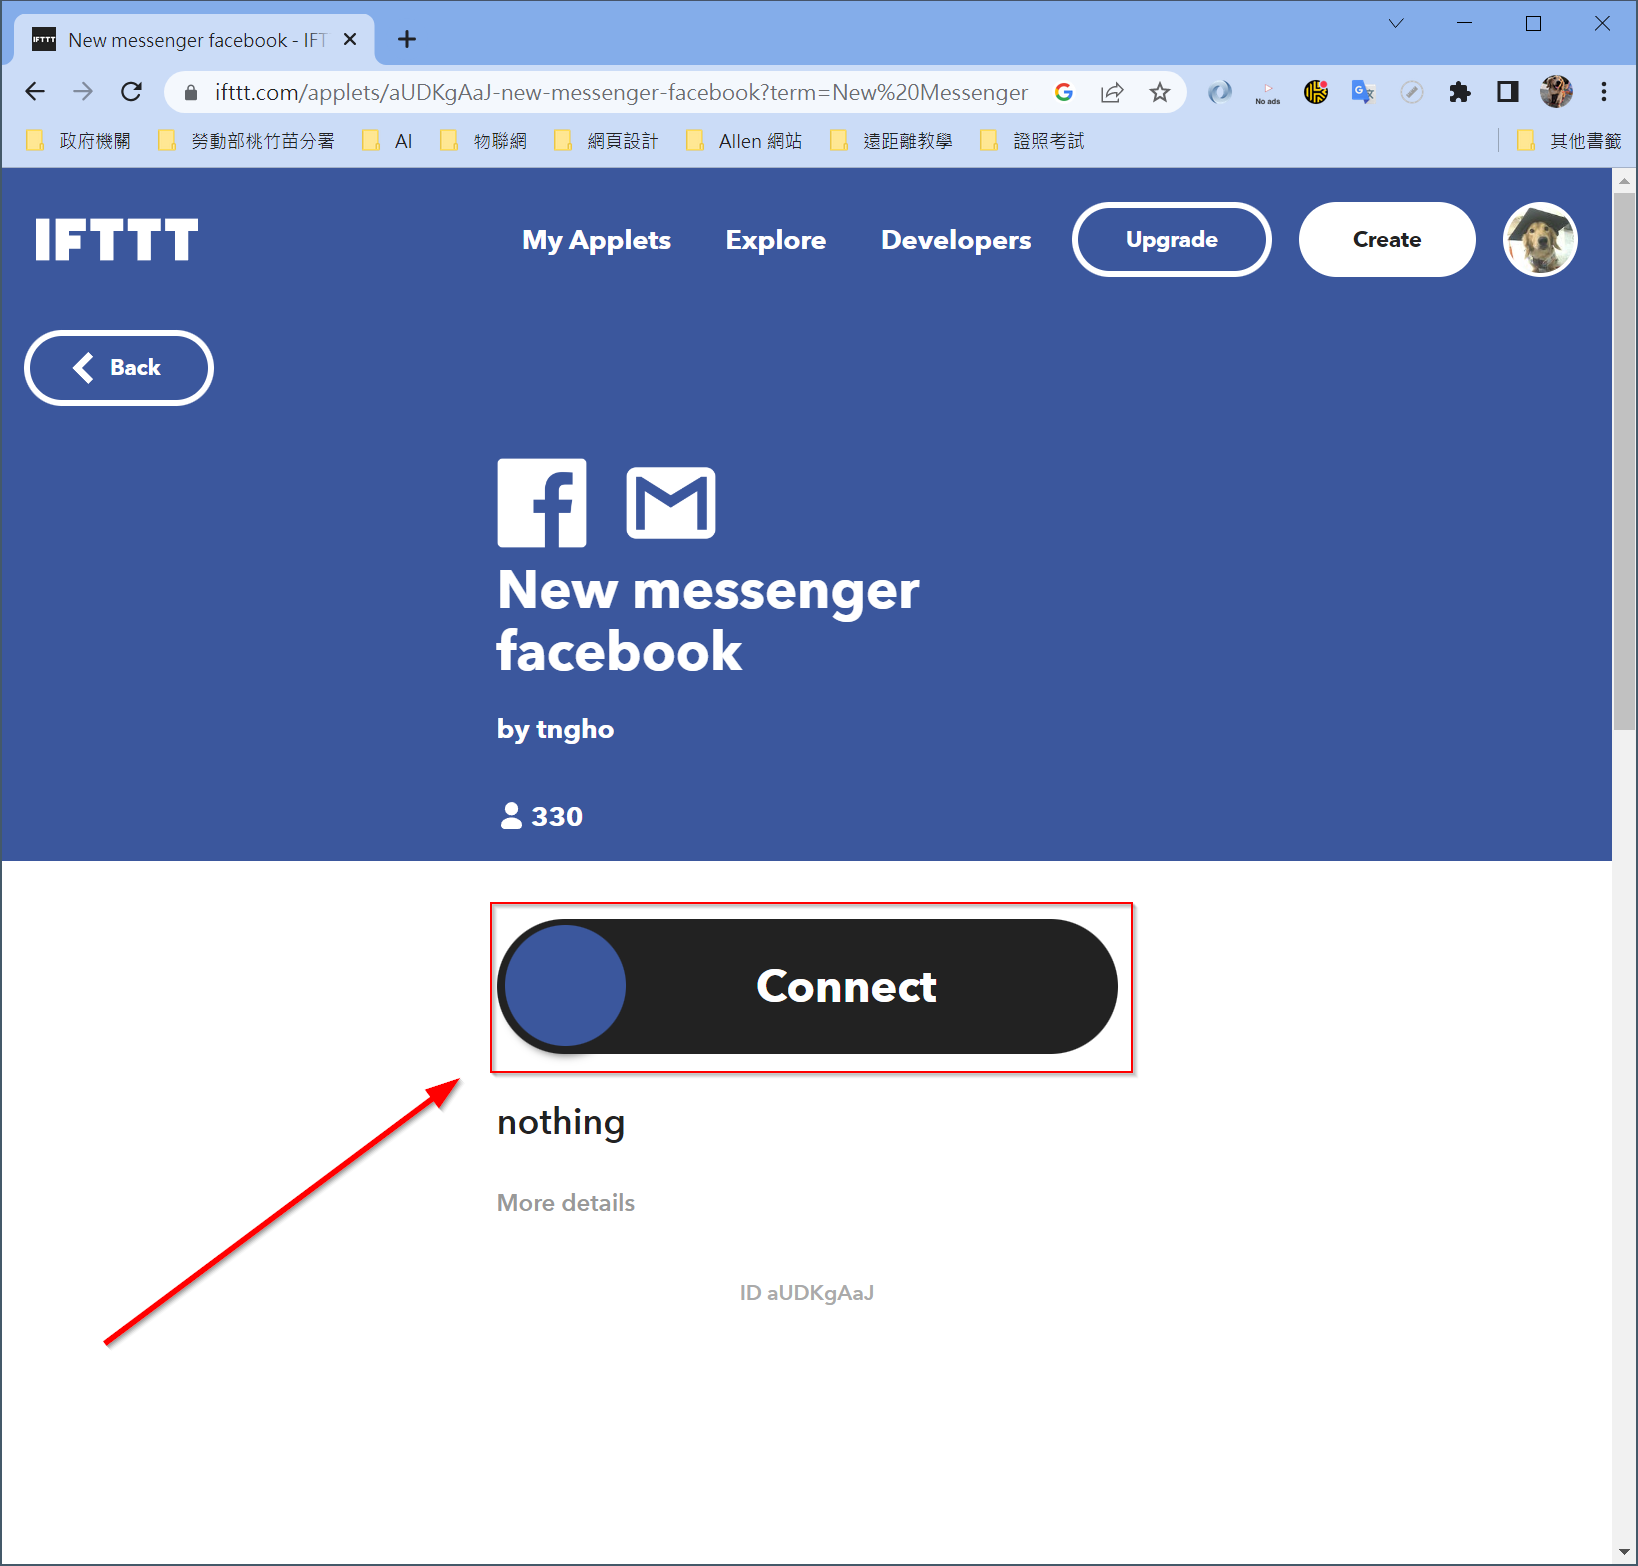 IFTTT New messenger facebook - IFT
ifttt.com/applets/aUDKgAaJ-new-messenger-facebook?term=New%20Messenger
No ads
政府機關 勞動部桃竹苗分署 AI 物聯網 網頁設計 Allen 網站 遠距離教學 證照考試 其他書籤
IFTTT My Applets Explore Developers Upgrade Create
Back
New messenger
facebook
by tngho
330
Connect
nothing
More details
ID aUDKgAaJ